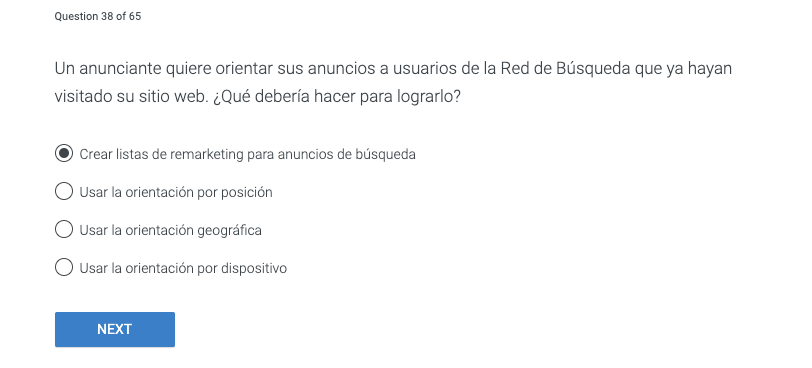 Question 38 of 65
Un anunciante quiere orientar sus anuncios a usuarios de la Red de Búsqueda que ya hayan
visitado su sitio web. ¿Qué debería hacer para lograrlo?
Crear listas de remarketing para anuncios de búsqueda
Usar la orientación por posición
Usar la orientación geográfica
Usar la orientación por dispositivo
NEXT